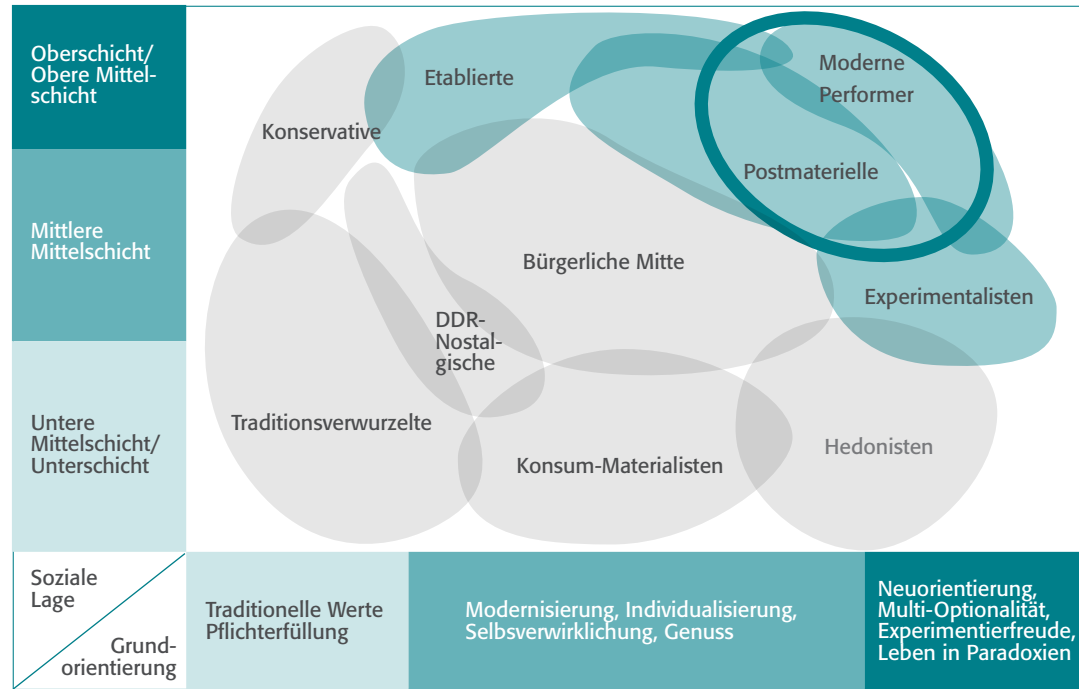 Oberschicht/
Obere Mittel-
schicht
Mittlere
Mittelschicht
Untere
Mittelschicht/
Unterschicht
Konservative
Etablierte
Moderne
Performer
Postmaterielle
Bürgerliche Mitte
Experimentalisten
DDR-
Nostal-
gische
Traditionsverwurzelte
Konsum-Materialisten
Hedonisten
Soziale
Lage
Grund-
orientierung
Traditionelle Werte
Pflichterfüllung
Modernisierung, Individualisierung,
Selbsverwirklichung, Genuss
Neuorientierung,
Multi-Optionalität,
Experimentierfreude,
Leben in Paradoxien